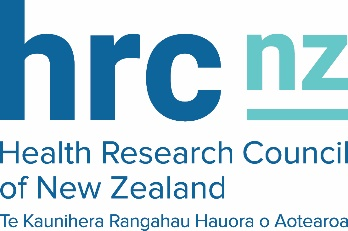 hrc nz
Health Research Council
of New Zealand
Te Kaunihera Rangahau Hauora o Aotearoa